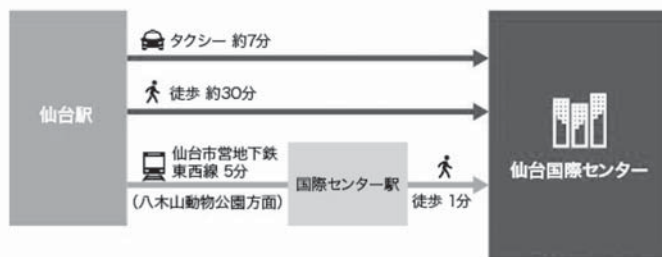 仙台駅
タクシー 約7分
徒歩 約30分
仙台市営地下鉄
東西線 5分
(八木山動物公園方面)
国際センター駅
徒歩 1分
仙台国際センター